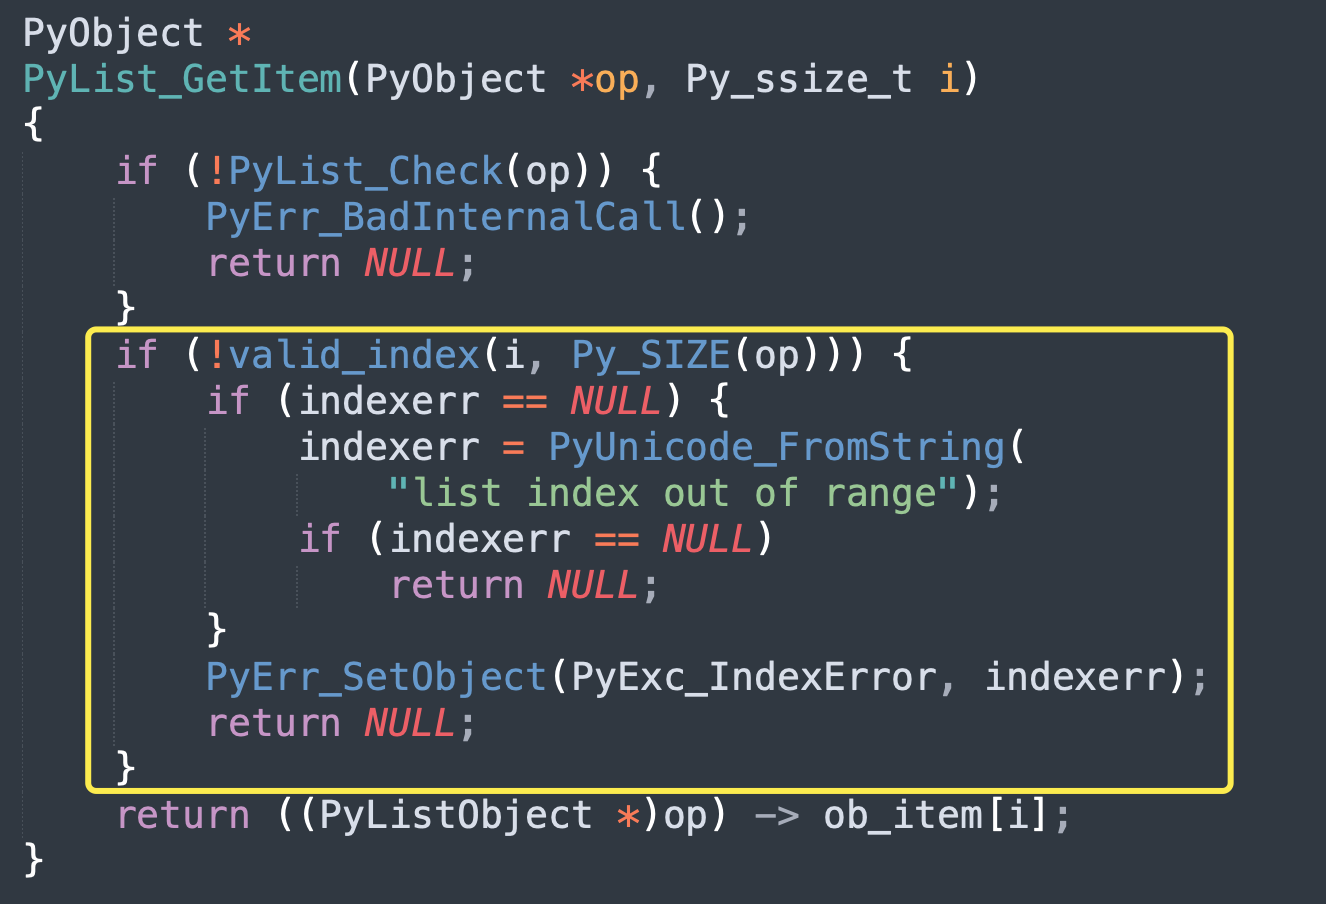 PyObject *
PyList_GetItem(PyObject *op, Py_ssize_t i)
{
    if (!PyList_Check(op)) {
        PyErr_BadInternalCall();
        return NULL;
    }
    if (!valid_index(i, Py_SIZE(op))) {
        if (indexerr == NULL) {
            indexerr = PyUnicode_FromString(
                "list index out of range");
            if (indexerr == NULL)
                return NULL;
        }
        PyErr_SetObject(PyExc_IndexError, indexerr);
        return NULL;
    }
    return ((PyListObject *)op) -> ob_item[i];
}